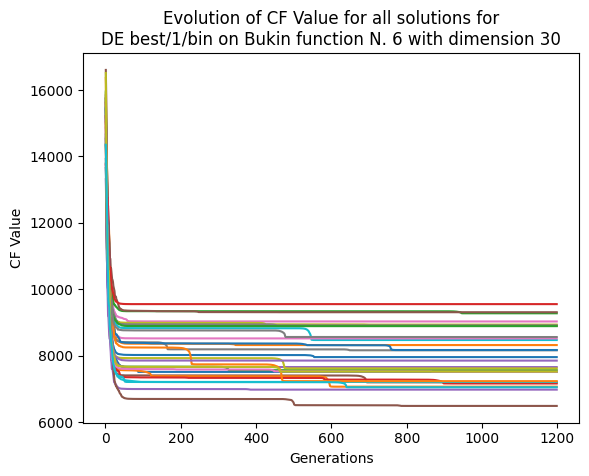 Evolution of CF Value for all solutions for
DE best/1/bin on Bukin function N. 6 with dimension 30
16000
14000
12000
10000
8000
6000
CF Value
0 200 400 600 800 1000 1200
Generations